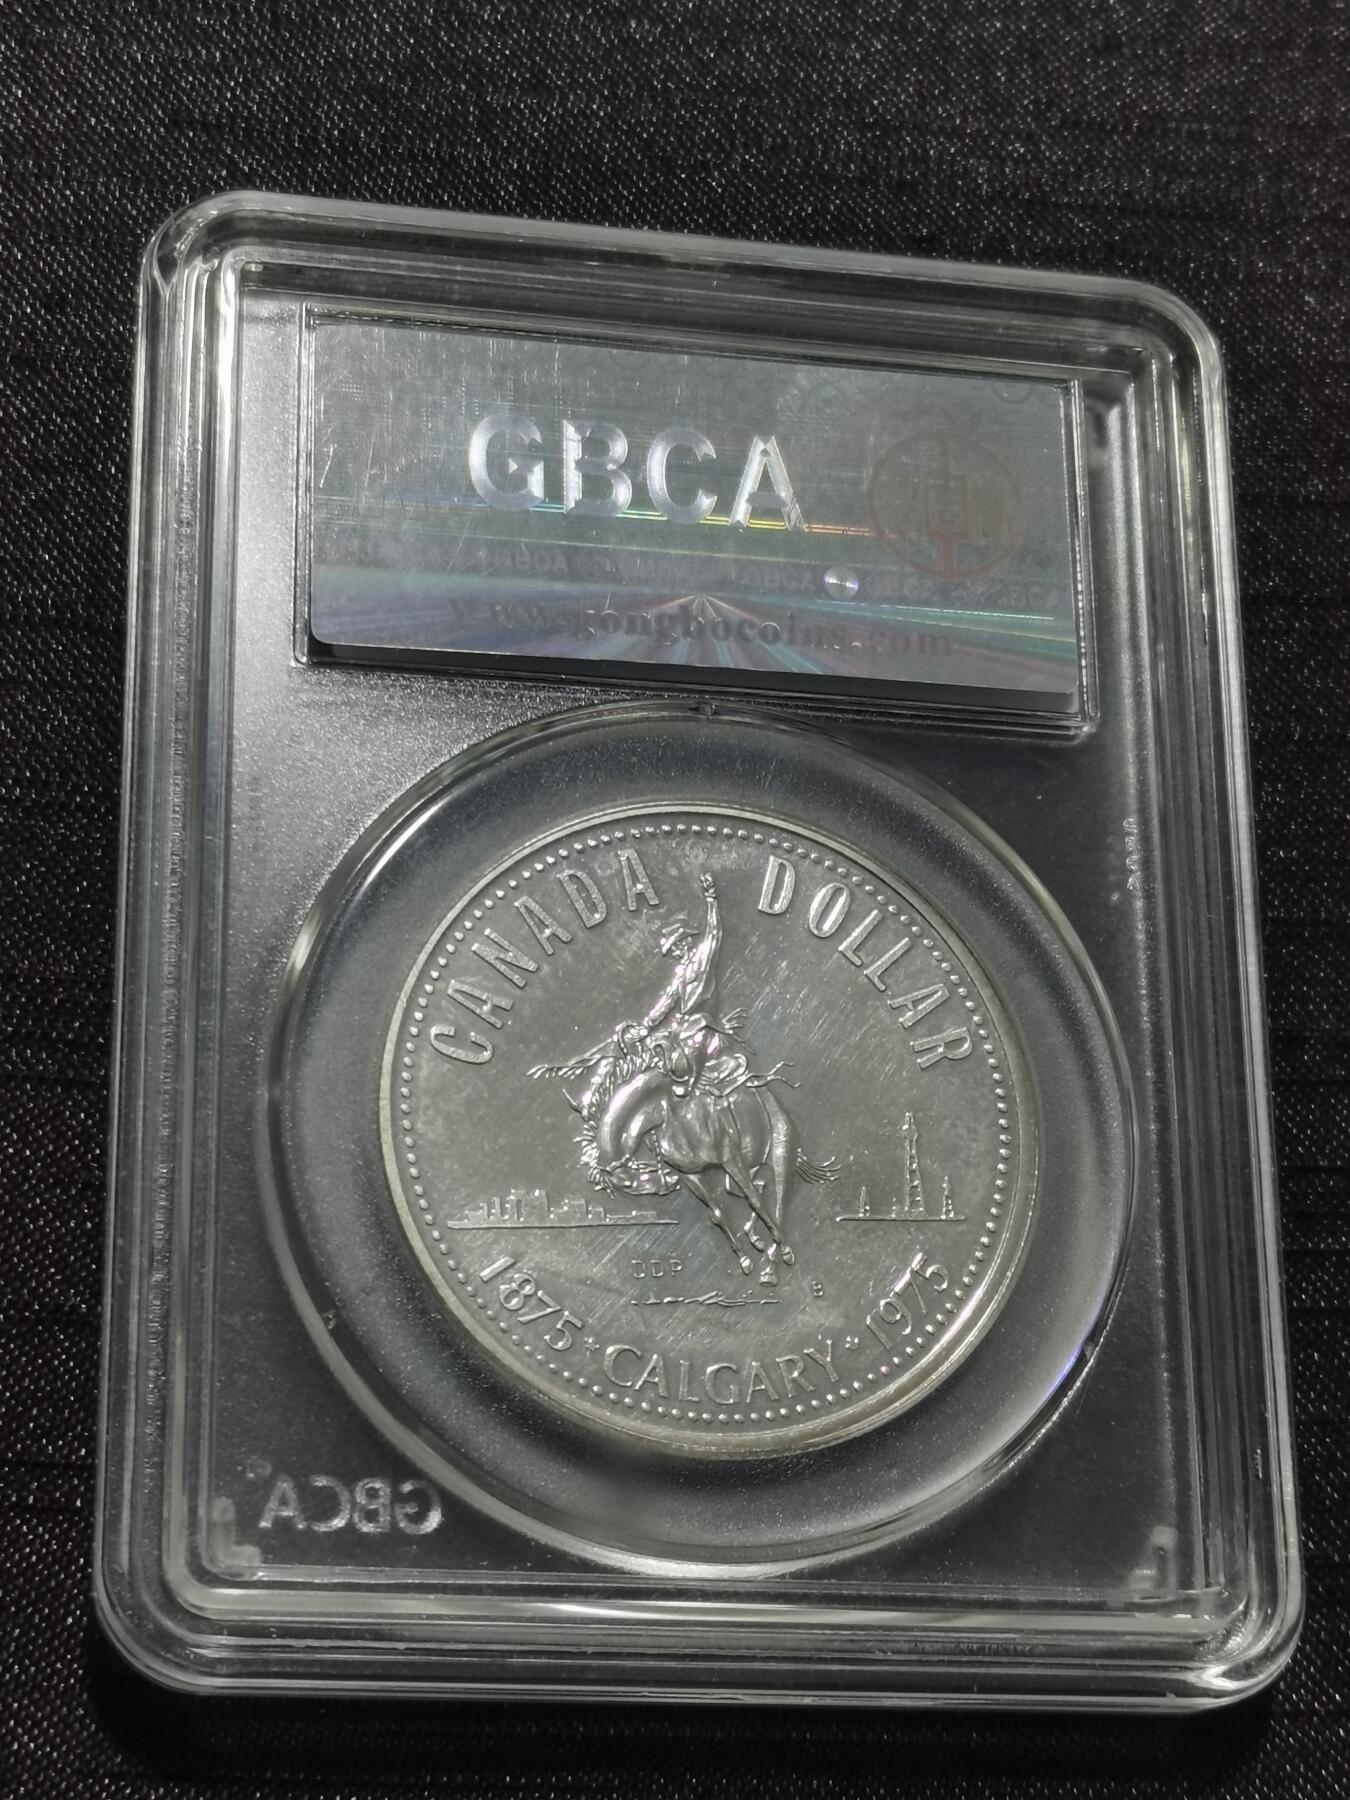 GBCA
www.gongbocoins.com
CANADA DOLLAR
DDP
B
1875 CALGARY 1975
GBCA